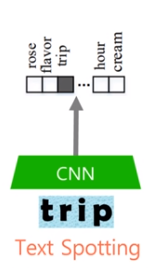 rose
flavor
trip
...
hour
cream
CNN
trip
Text Spotting